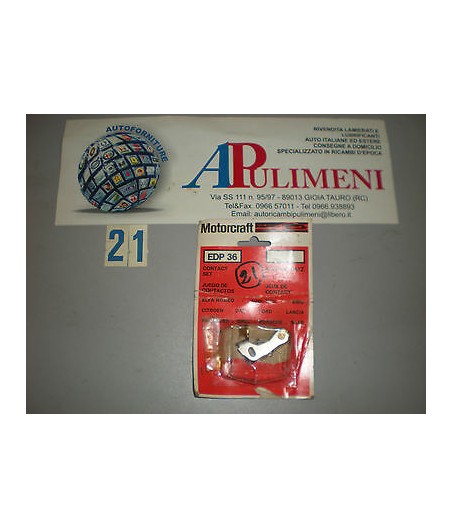 AUTOFORNITURE
APULIMENI
RIVENDITA LAMIERATI E
LUBRIFICANTI
AUTO ITALIANE ED ESTERE
CONSEGNE A DOMICILIO
SPECIALIZZATO IN RICAMBI D'EPOCA
Via SS 111 n. 95/97 - 89013 GIOIA TAURO (RC)
Tel&Fax. 0966 57011 - Tel 0966.938893
Email: autoricambipulimeni@libero.it
21
Motorcraft
EDP 36
21
CONTACT
SET
JUEGO DE
CONTACTOS
JEUX DE
CONTACT
ALFA ROMEO
CITROEN
LANCIA